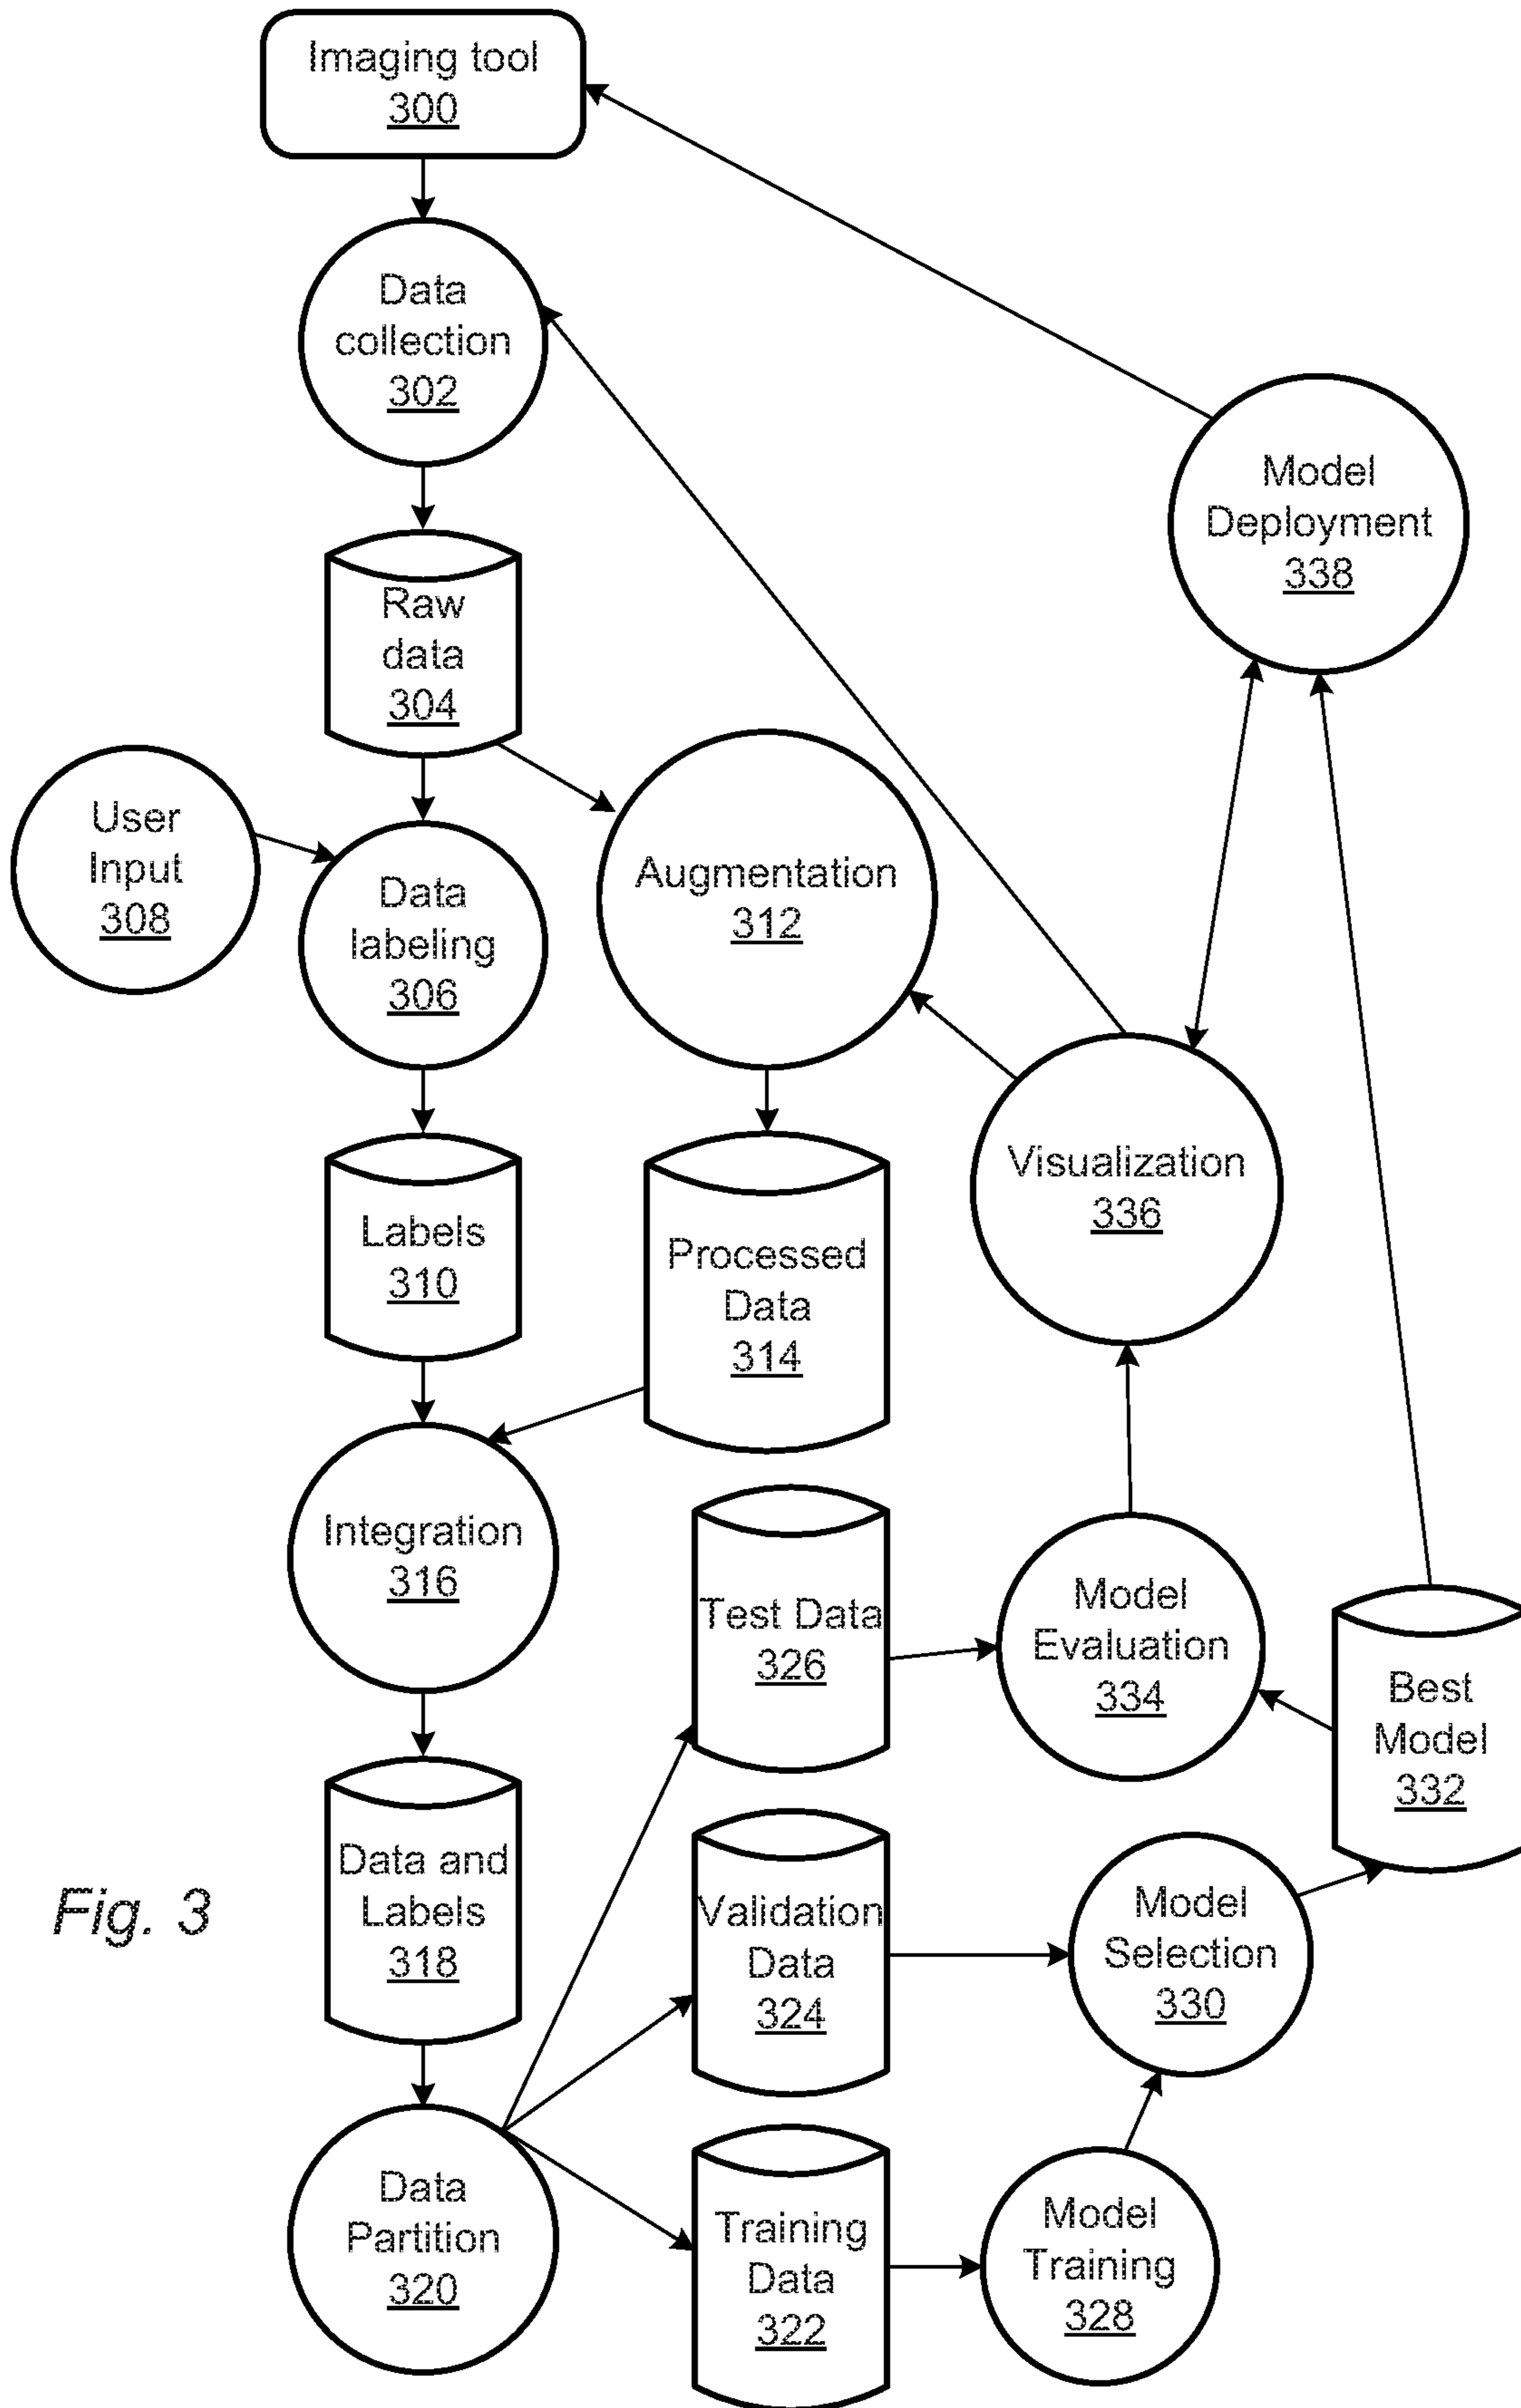 Imaging tool
300
Data
collection
302
Model
Deployment
338
Raw
data
304
User
Input
308
Data
labeling
306
Augmentation
312
Labels
310
Processed
Data
314
Visualization
336
Integration
316
Test Data
326
Model
Evaluation
334
Best
Model
332
Data and
Labels
318
Fig. 3
Validation
Data
324
Model
Selection
330
Data
Partition
320
Training
Data
322
Model
Training
328